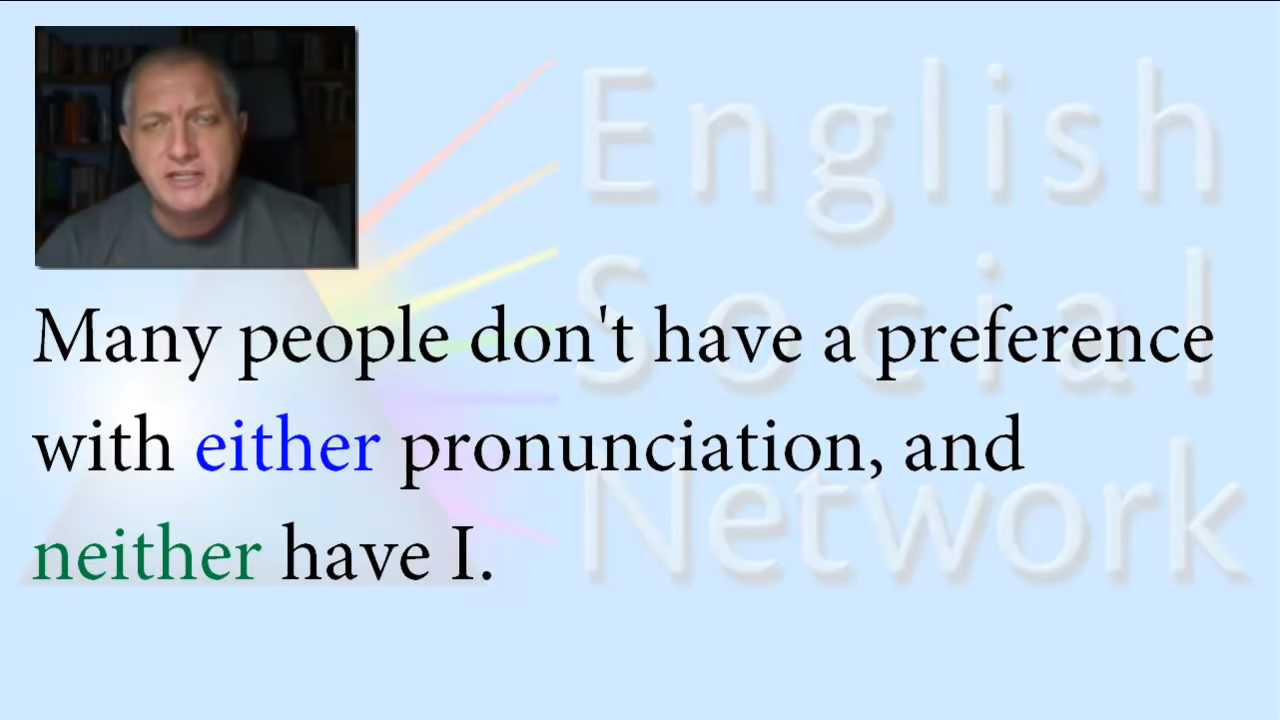 English
Social
Network
Many people don't have a preference
with either pronunciation, and
neither have I.